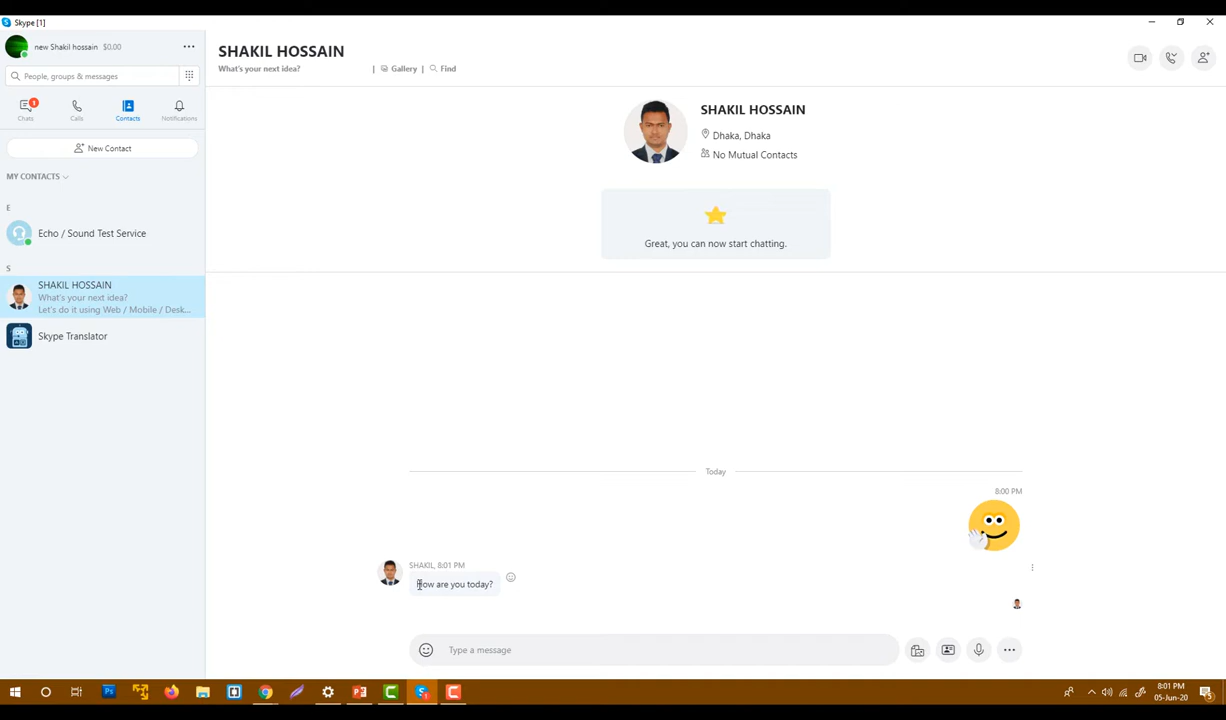 Skype [1]
new Shakil hossain $0.00
People, groups & messages
1
Chats
Calls
Contacts
Notifications
New Contact
MY CONTACTS
E
Echo / Sound Test Service
S
SHAKIL HOSSAIN
What's your next idea?
Let's do it using Web / Mobile / Desk...
Skype Translator
SHAKIL HOSSAIN
What's your next idea? | Gallery | Find
SHAKIL HOSSAIN
Dhaka, Dhaka
No Mutual Contacts
Great, you can now start chatting.
Today
8:00 PM
SHAKIL, 8:01 PM
How are you today?
Type a message
Ps
8:01 PM
05-Jun-20
5